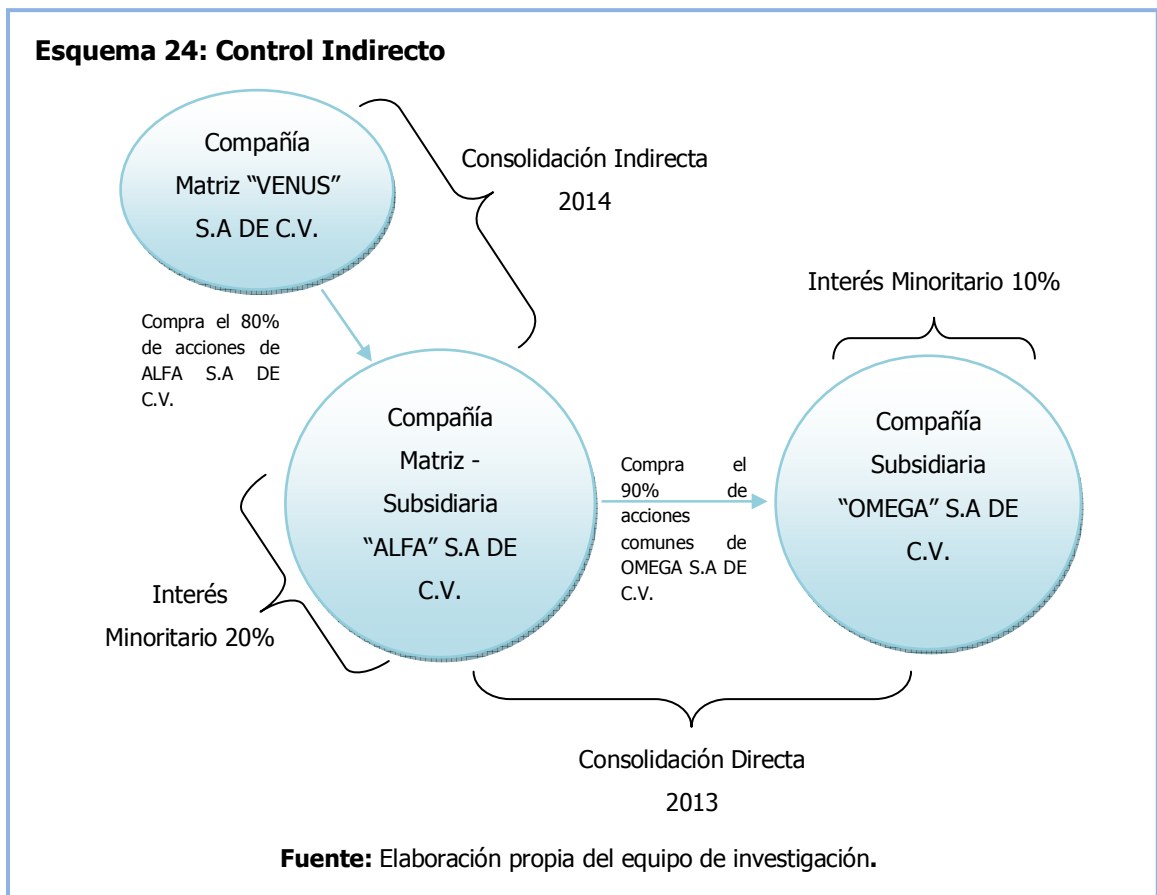 Esquema 24: Control Indirecto
Compañía
Matriz “VENUS”
S.A DE C.V.
Consolidación Indirecta
2014
Compra el 80%
de acciones de
ALFA S.A DE
C.V.
Interés Minoritario 10%
Compañía
Matriz -
Subsidiaria
“ALFA” S.A DE
C.V.
Compra el
90% de
acciones
comunes de
OMEGA S.A DE
C.V.
Compañía
Subsidiaria
“OMEGA” S.A DE
C.V.
Interés
Minoritario 20%
Consolidación Directa
2013
Fuente: Elaboración propia del equipo de investigación.